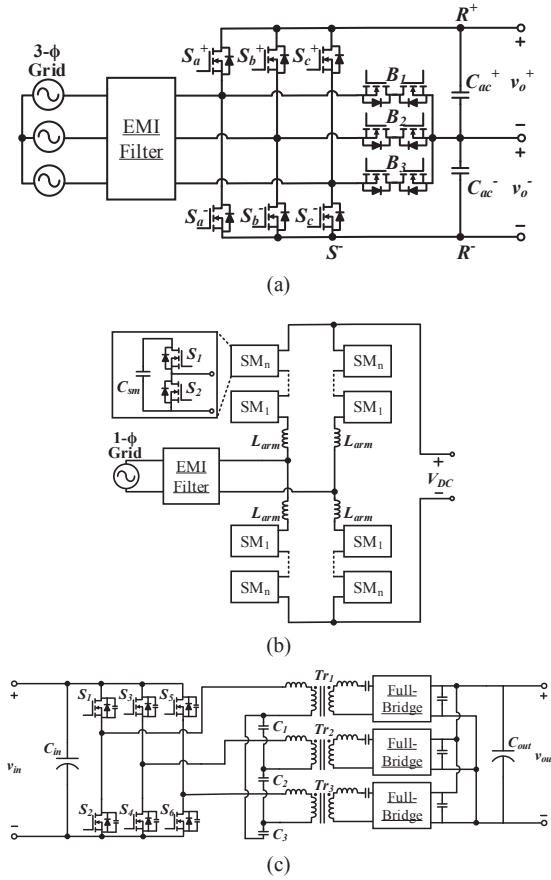 3-ϕ
Grid
EMI
Filter
Sa+
Sb+
Sc+
B1
B2
B3
Sa-
Sb-
Sc-
S-
R+
+
Cac+
vo+
−
+
Cac-
vo-
−
R-
(a)
S1
S2
Csm
SMn
SMn
SM1
SM1
Larm
Larm
1-ϕ
Grid
EMI
Filter
+
VDC
−
Larm
Larm
SM1
SM1
SMn
SMn
(b)
+
vin
−
Cin
S1
S3
S5
S2
S4
S6
C1
C2
C3
Tr1
Tr2
Tr3
Full-
Bridge
Full-
Bridge
Full-
Bridge
Cout
+
vout
−
(c)